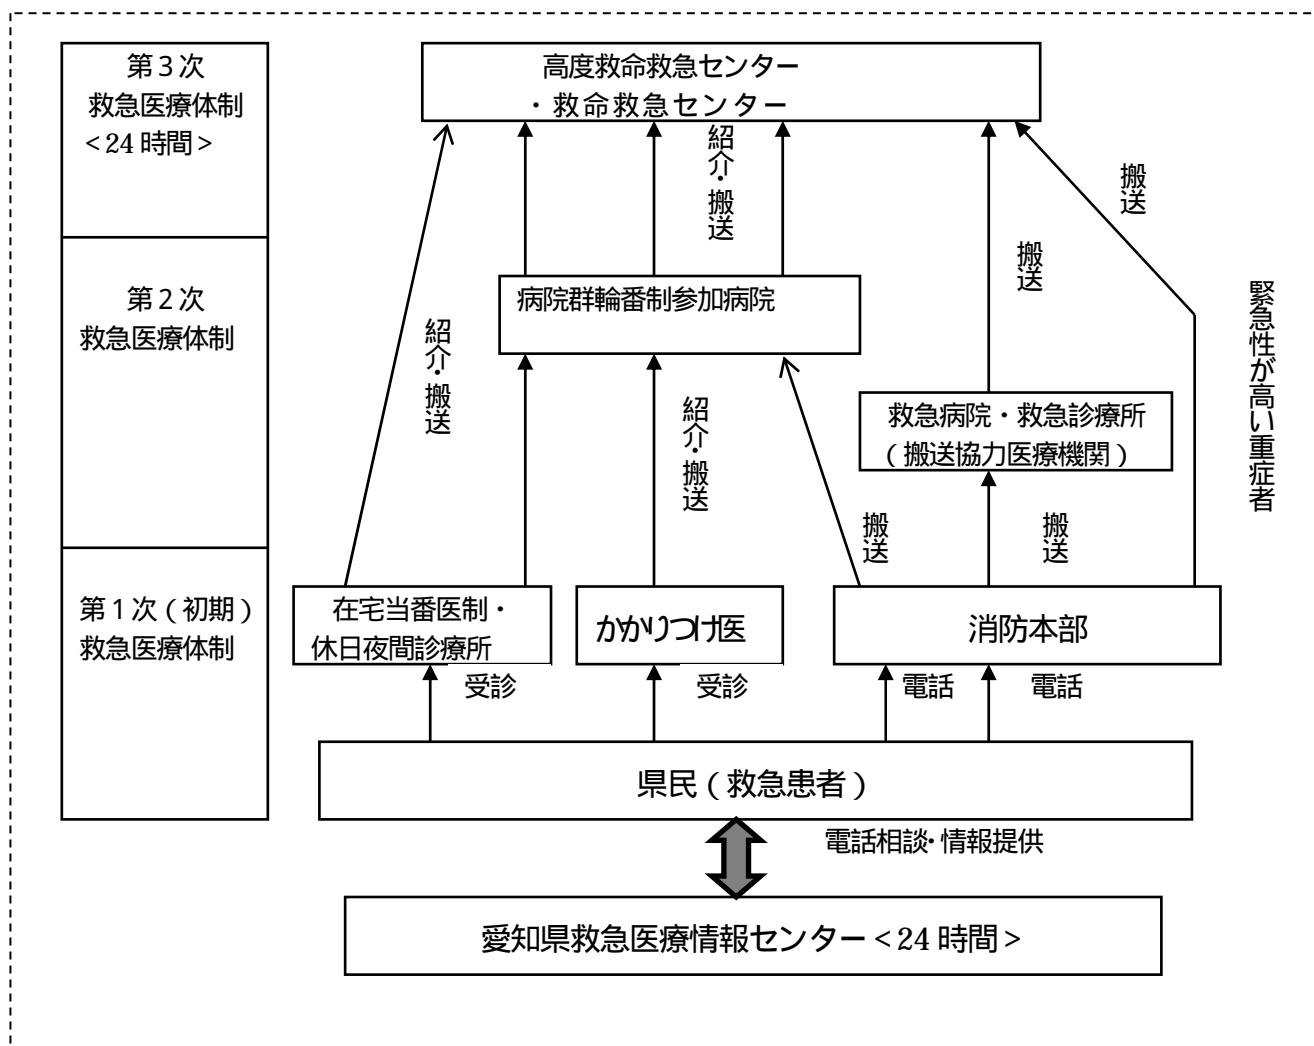 第３次
救急医療体制
<24時間>
高度救命救急センター
・救命救急センター
紹介・搬送
搬送
搬送
第２次
救急医療体制
病院群輪番制参加病院
緊急性が高い重症者
紹介・搬送
紹介・搬送
救急病院・救急診療所
(搬送協力医療機関)
搬送
搬送
第１次(初期)
救急医療体制
在宅当番医制・
休日夜間診療所
かかりつけ医
消防本部
受診
受診
電話
電話
県民(救急患者)
電話相談・情報提供
愛知県救急医療情報センター<24時間>